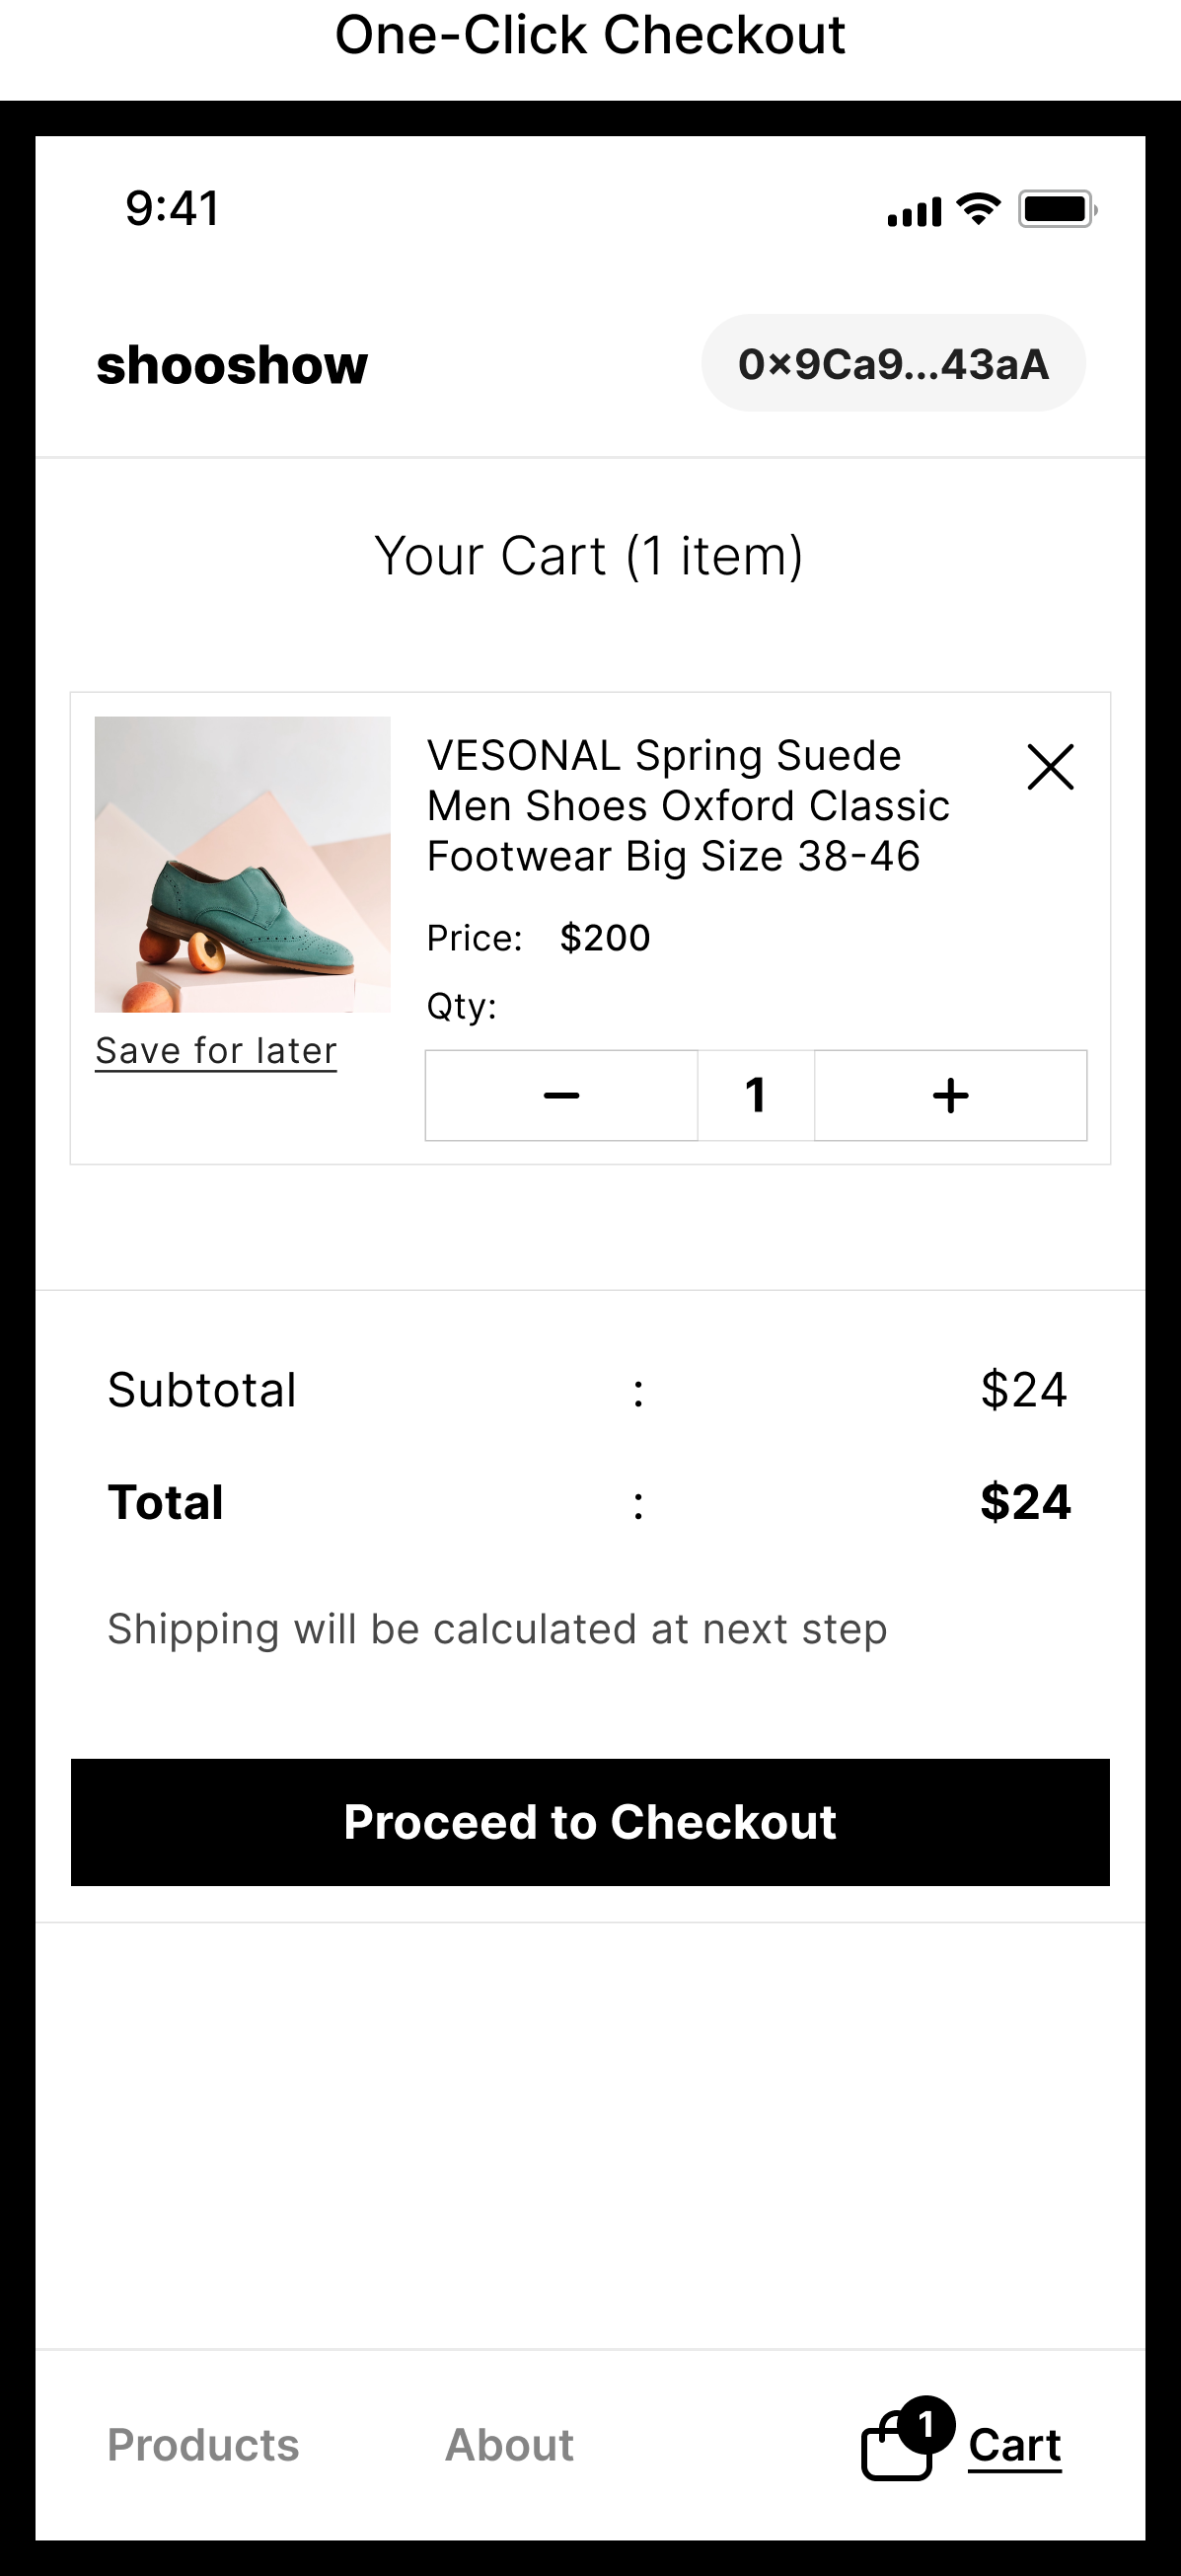 One-Click Checkout
9:41
shooshow
0×9Ca9...43aA
Your Cart (1 item)
VESONAL Spring Suede
Men Shoes Oxford Classic
Footwear Big Size 38-46
Price: $200
Qty:
Save for later
1
Subtotal : $24
Total : $24
Shipping will be calculated at next step
Proceed to Checkout
Products About 1 Cart